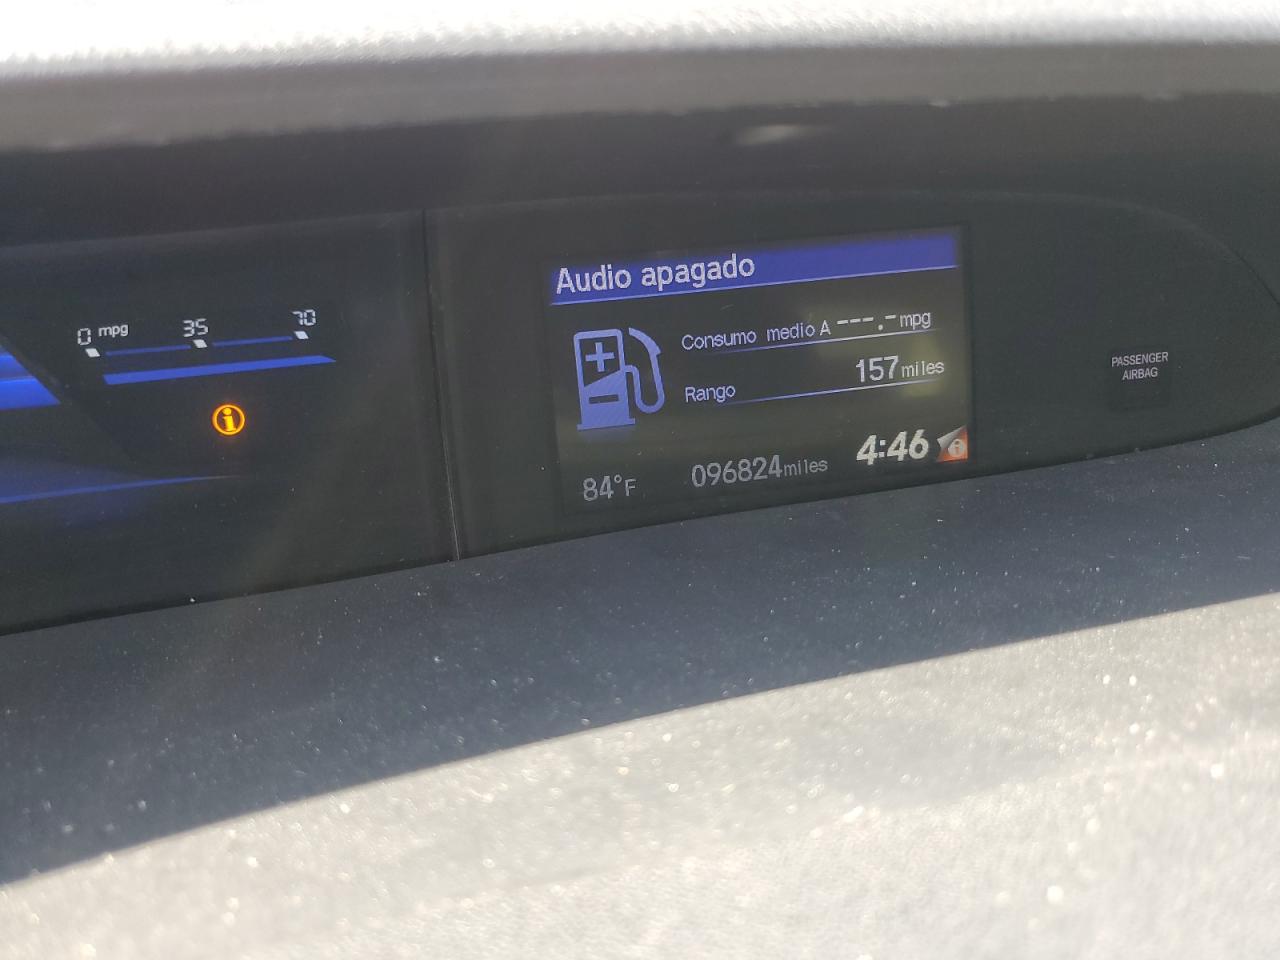 0 mpg 35 70
Audio apagado
Consumo medio A ---.- mpg
Rango 157 miles
84°F 096824 miles 4:46
PASSENGER
AIRBAG